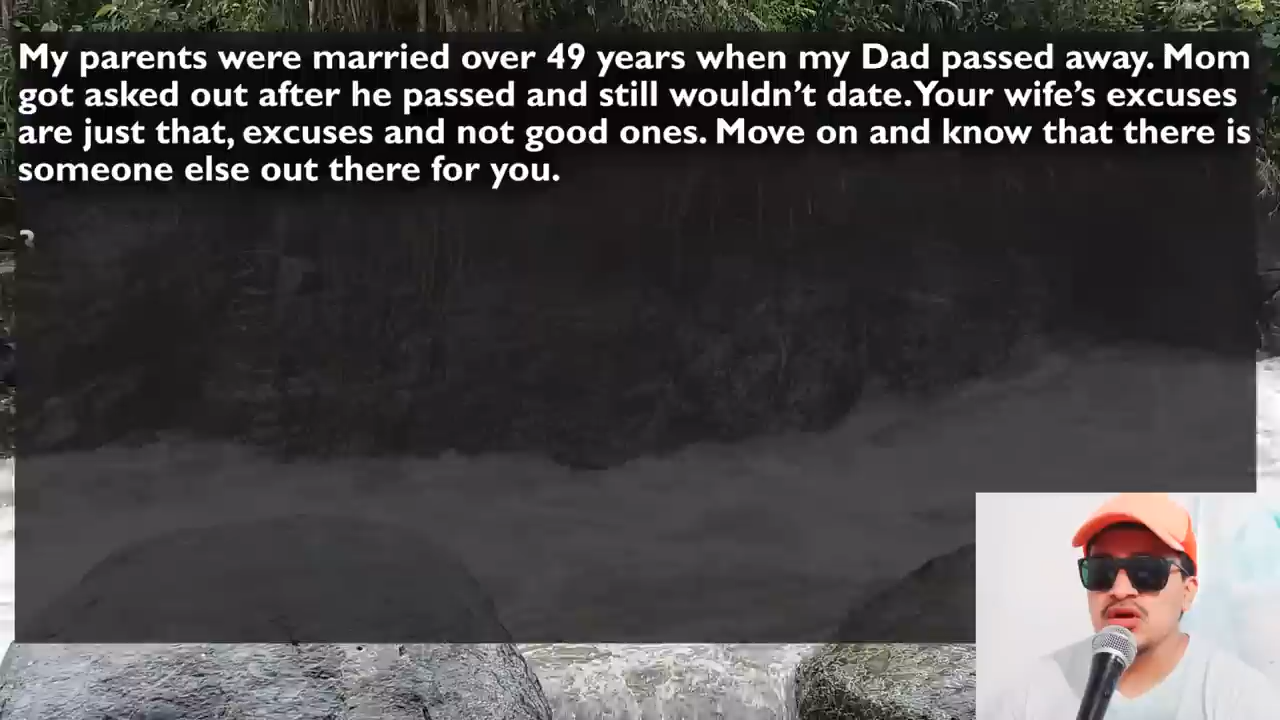 My parents were married over 49 years when my Dad passed away. Mom
got asked out after he passed and still wouldn’t date. Your wife’s excuses
are just that, excuses and not good ones. Move on and know that there is
someone else out there for you.